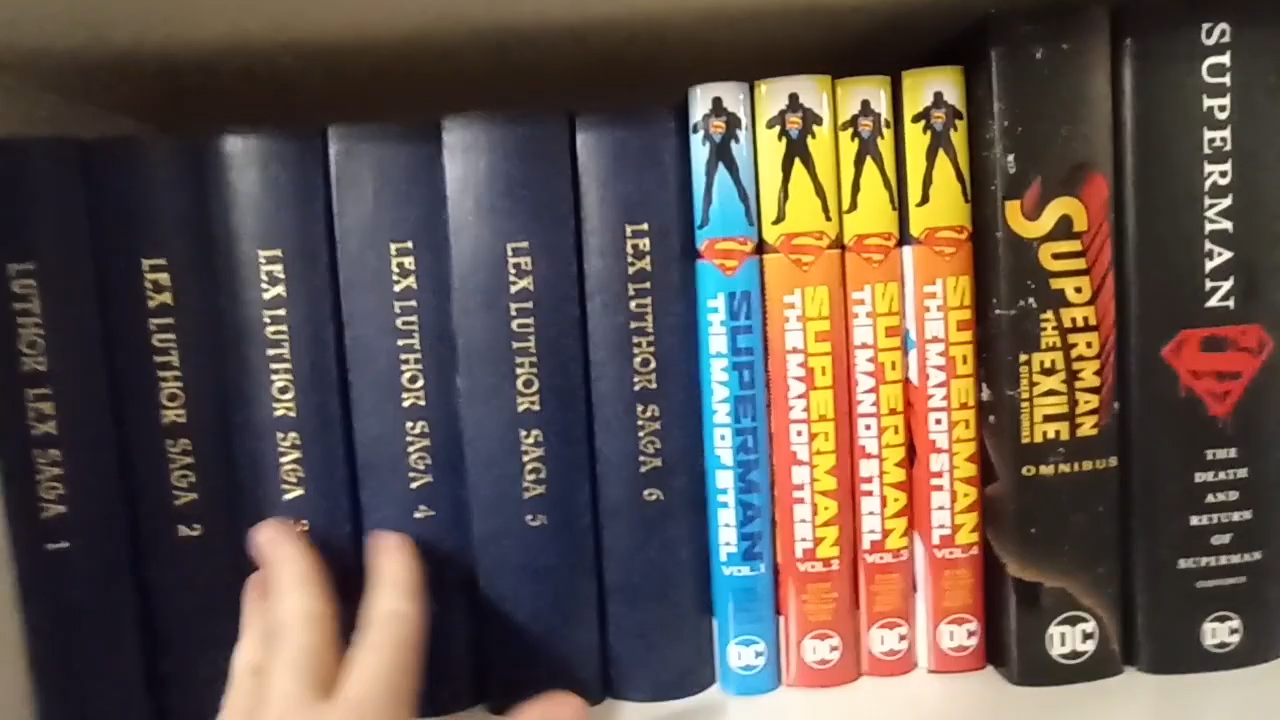 LUTHOR LEX SAGA 1
LEX LUTHOR SAGA 2
LEX LUTHOR SAGA
LEX LUTHOR SAGA 4
LEX LUTHOR SAGA 5
LEX LUTHOR SAGA 6
SUPERMAN
THE MAN OF STEEL
VOL.1
DC
SUPERMAN
THE MAN OF STEEL
VOL.2
DC
SUPERMAN
THE MAN OF STEEL
VOL.3
DC
SUPERMAN
THE MAN OF STEEL
VOL.4
DC
SUPERMAN
THE EXILE
& OTHER STORIES
OMNIBUS
DC
SUPERMAN
THE
DEATH
AND
RETURN
OF
SUPERMAN
DC